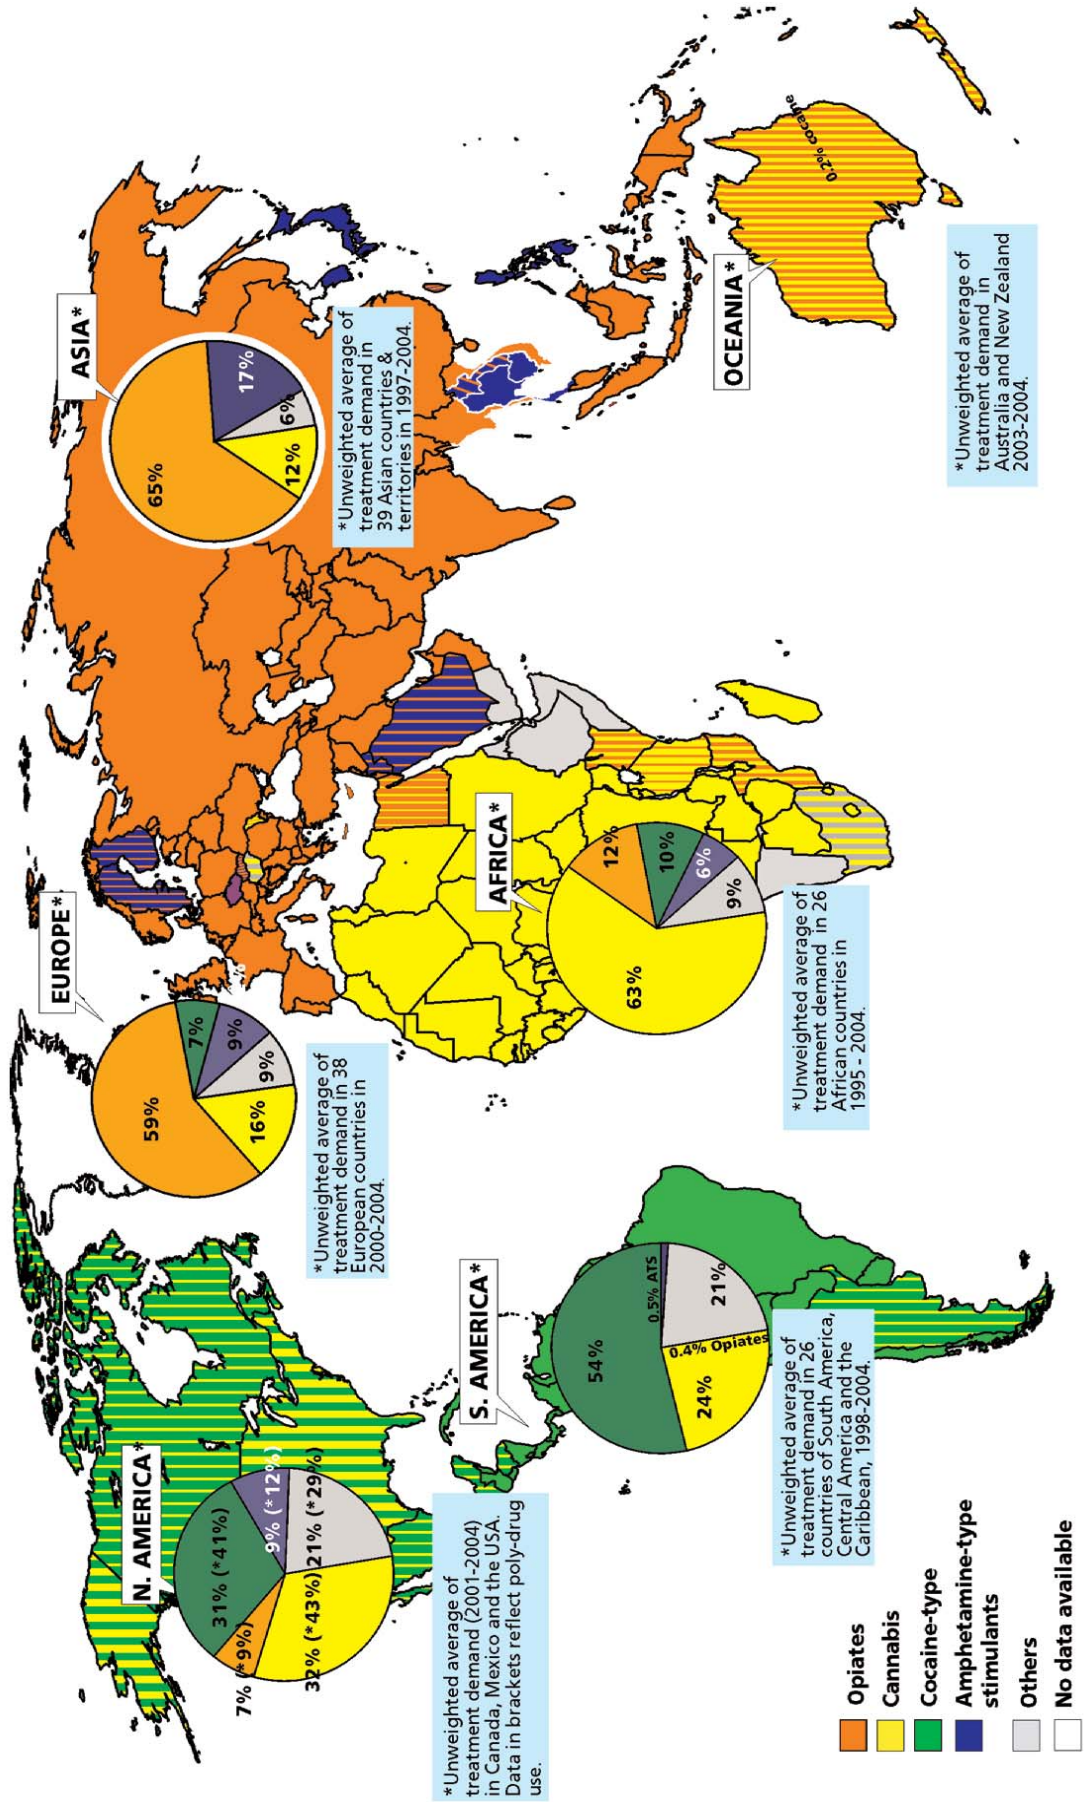 N. AMERICA*
31% (*41%)
9% (*12%)
21% (*29%)
32% (*43%)
7% (*9%)
*Unweighted average of
treatment demand (2001-2004)
in Canada, Mexico and the USA.
Data in brackets reflect poly-drug
use.
S. AMERICA*
54%
0.5% ATS
21%
0.4% Opiates
24%
*Unweighted average of
treatment demand in 26
countries of South America,
Central America and the
Caribbean, 1998-2004.
EUROPE*
59%
7%
9%
9%
16%
*Unweighted average of
treatment demand in 38
European countries in
2000-2004.
AFRICA*
12%
10%
6%
9%
63%
*Unweighted average of
treatment demand in 26
African countries in
1995 - 2004.
ASIA*
65%
17%
6%
12%
*Unweighted average of
treatment demand in
39 Asian countries &
territories in 1997-2004.
OCEANIA*
0.2% cocaine
*Unweighted average of
treatment demand in
Australia and New Zealand
2003-2004.
Opiates
Cannabis
Cocaine-type
Amphetamine-type
stimulants
Others
No data available